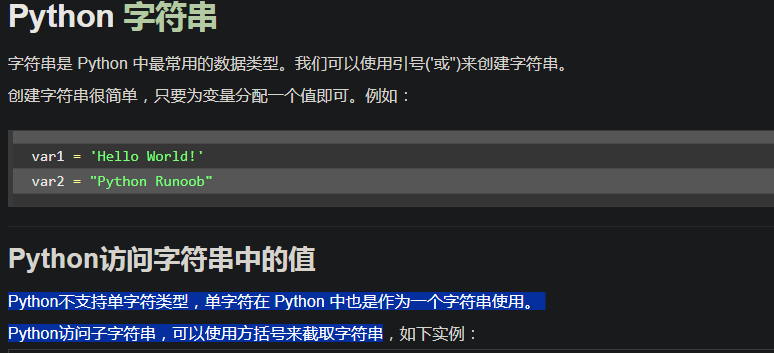 Python 字符串
字符串是 Python 中最常用的数据类型。我们可以使用引号('或")来创建字符串。
创建字符串很简单，只要为变量分配一个值即可。例如：
var1 = 'Hello World!'
var2 = "Python Runoob"
Python访问字符串中的值
Python不支持单字符类型，单字符在 Python 中也是作为一个字符串使用。
Python访问子字符串，可以使用方括号来截取字符串，如下实例：